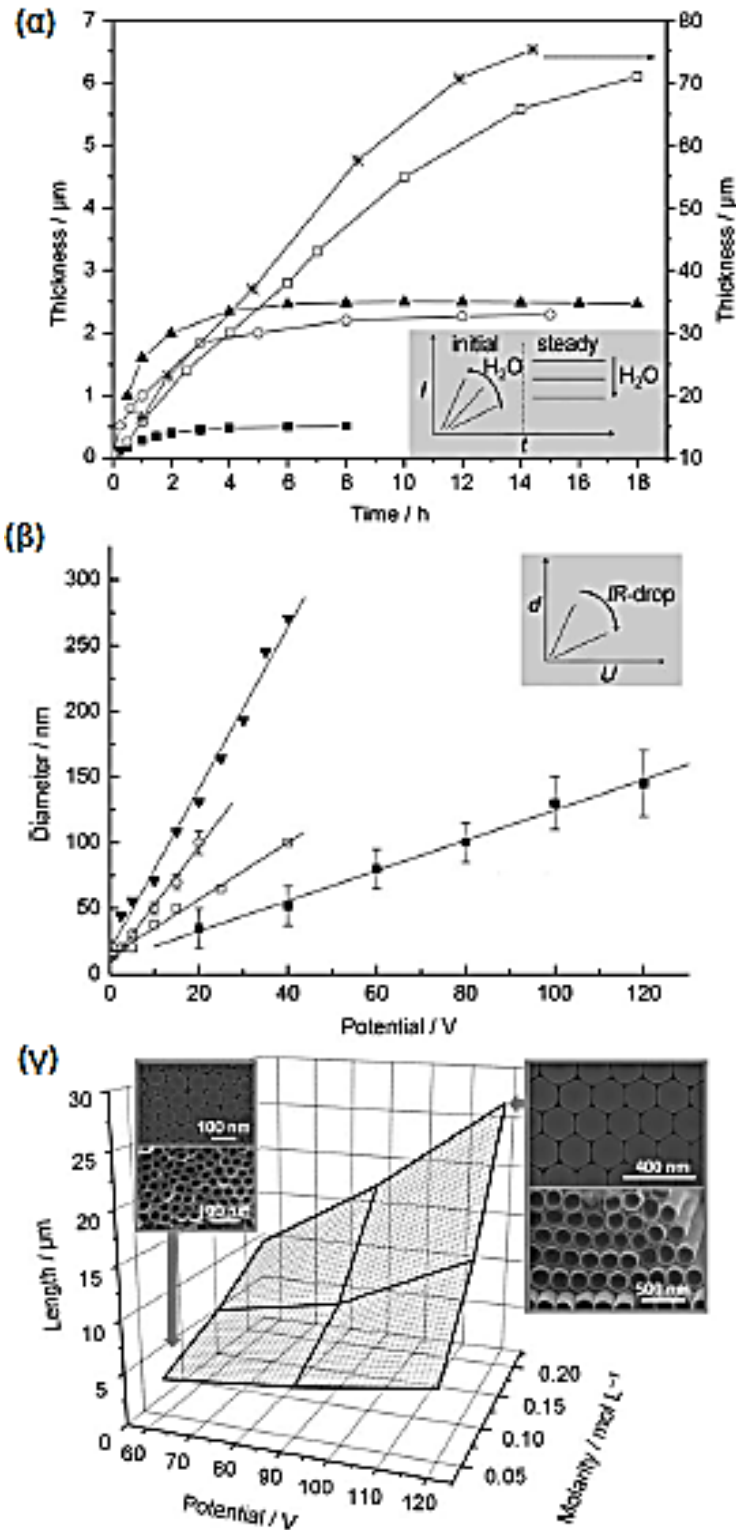 (α)
7
6
5
4
3
2
1
0
Thickness / μm
80
70
60
50
40
30
20
10
Thickness / μm
initial
steady
H₂O
H₂O
I
t
0 2 4 6 8 10 12 14 16 18
Time / h
(β)
300
250
200
150
100
50
0
Diameter / nm
d
IR-drop
U
0 20 40 60 80 100 120
Potential / V
(γ)
30
25
20
15
10
5
0
Length / μm
100 nm
400 nm
500 nm
60 70 80 90 100 110 120
Potential / V
0.20
0.15
0.10
0.05
Molarity / mol L⁻¹